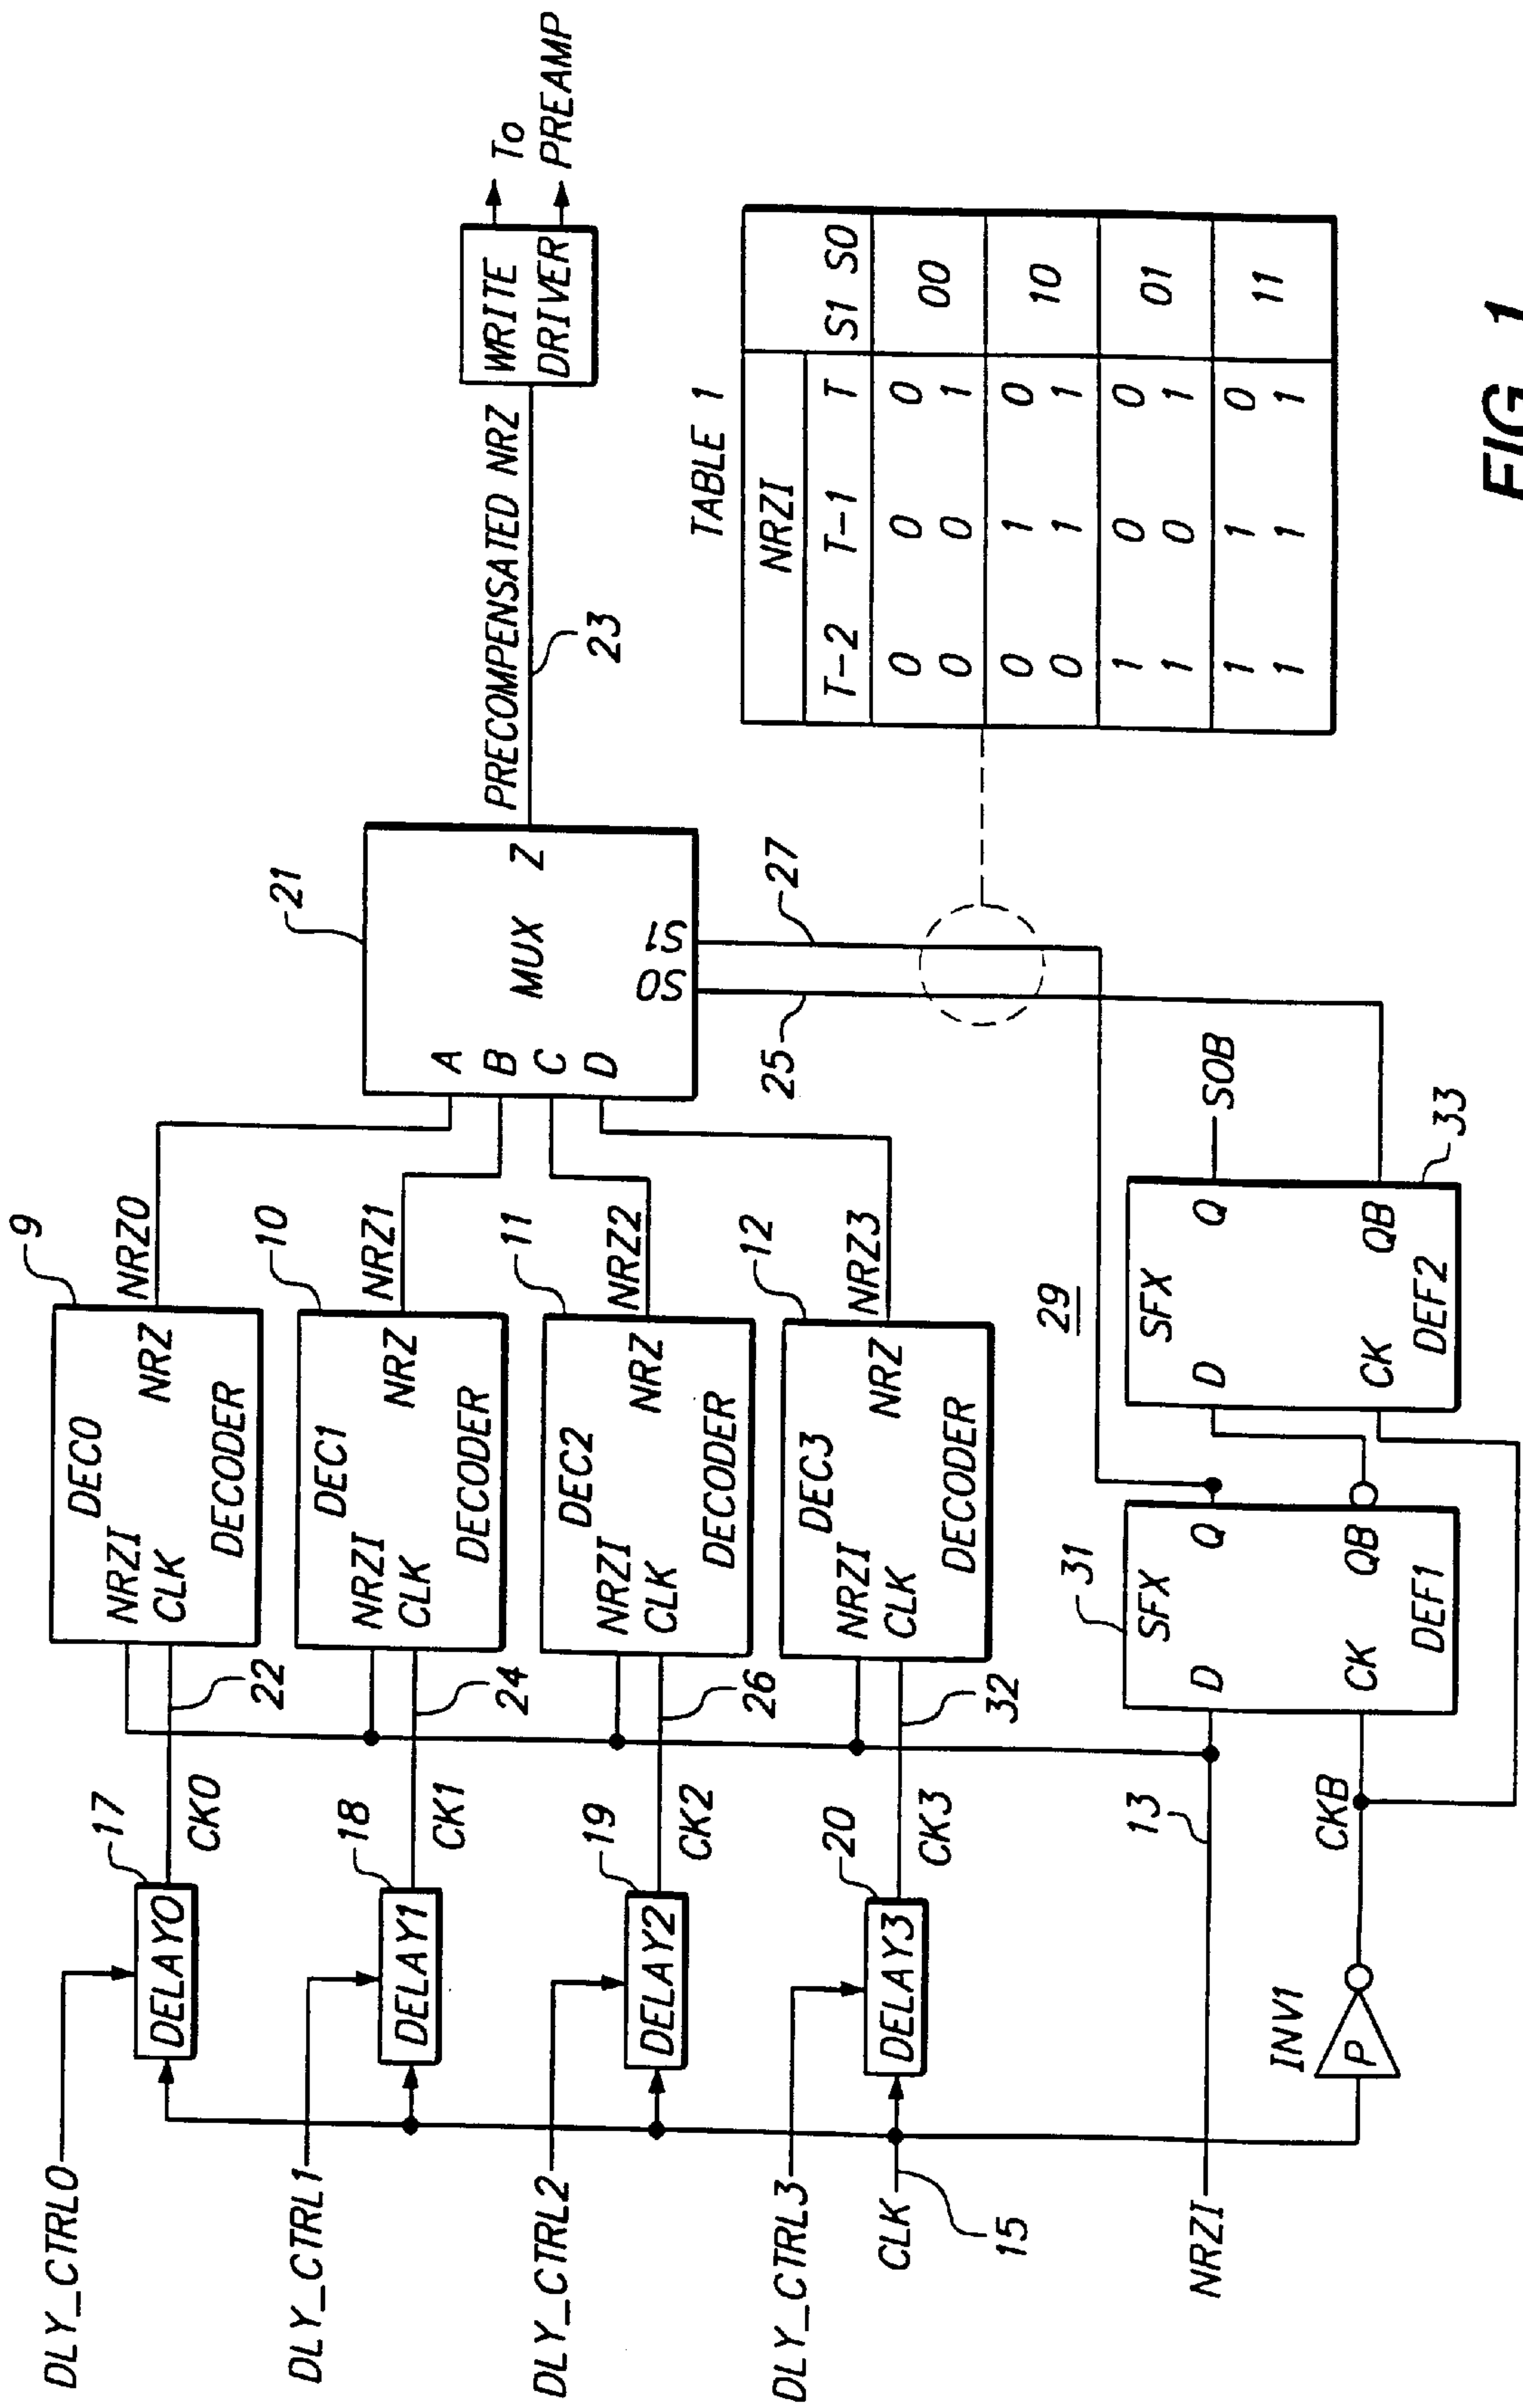 DLY_CTRL0
DELAY0
17
CK0
22
DEC0
NRZI
CLK
NRZ
DECODER
9
NRZ0
DLY_CTRL1
DELAY1
18
CK1
24
DEC1
NRZI
CLK
NRZ
DECODER
10
NRZ1
DLY_CTRL2
DELAY2
19
CK2
26
DEC2
NRZI
CLK
NRZ
DECODER
11
NRZ2
DLY_CTRL3
DELAY3
20
CK3
32
DEC3
NRZI
CLK
NRZ
DECODER
12
NRZ3
CLK
15
NRZI
13
INV1
P
CKB
A
B
C
D
MUX
Z
S0
S1
21
PRECOMPENSATED NRZ
23
WRITE
DRIVER
To
PREAMP
25
27
29
31
SFX
D
Q
CK
QB
DEF1
SFX
D
Q
CK
QB
DEF2
33
SOB
TABLE 1
NRZI
T-2 T-1 T S1 S0
0 0 0 00
0 0 1
0 1 0 10
0 1 1
1 0 0 01
1 0 1
1 1 0 11
1 1 1
FIG. 1